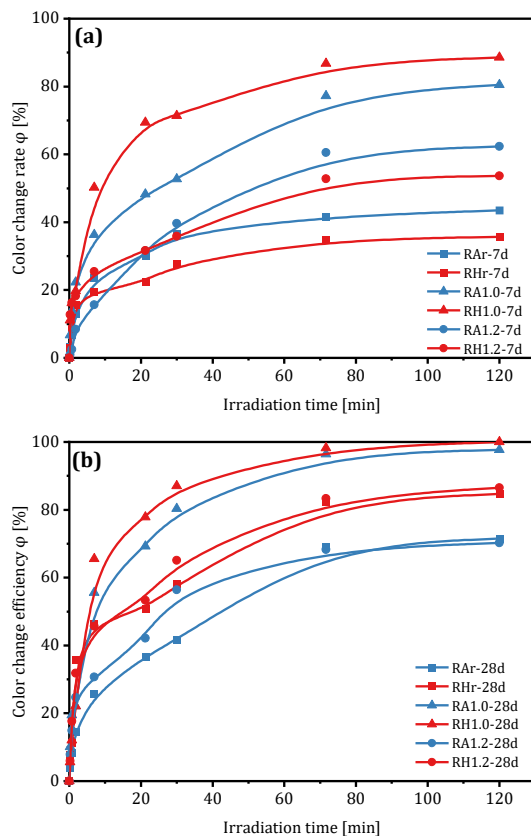 (a)
Color change rate φ [%]
100
80
60
40
20
0
RAr-7d
RHr-7d
RA1.0-7d
RH1.0-7d
RA1.2-7d
RH1.2-7d
0 20 40 60 80 100 120
Irradiation time [min]
(b)
Color change efficiency φ [%]
100
80
60
40
20
0
RAr-28d
RHr-28d
RA1.0-28d
RH1.0-28d
RA1.2-28d
RH1.2-28d
0 20 40 60 80 100 120
Irradiation time [min]